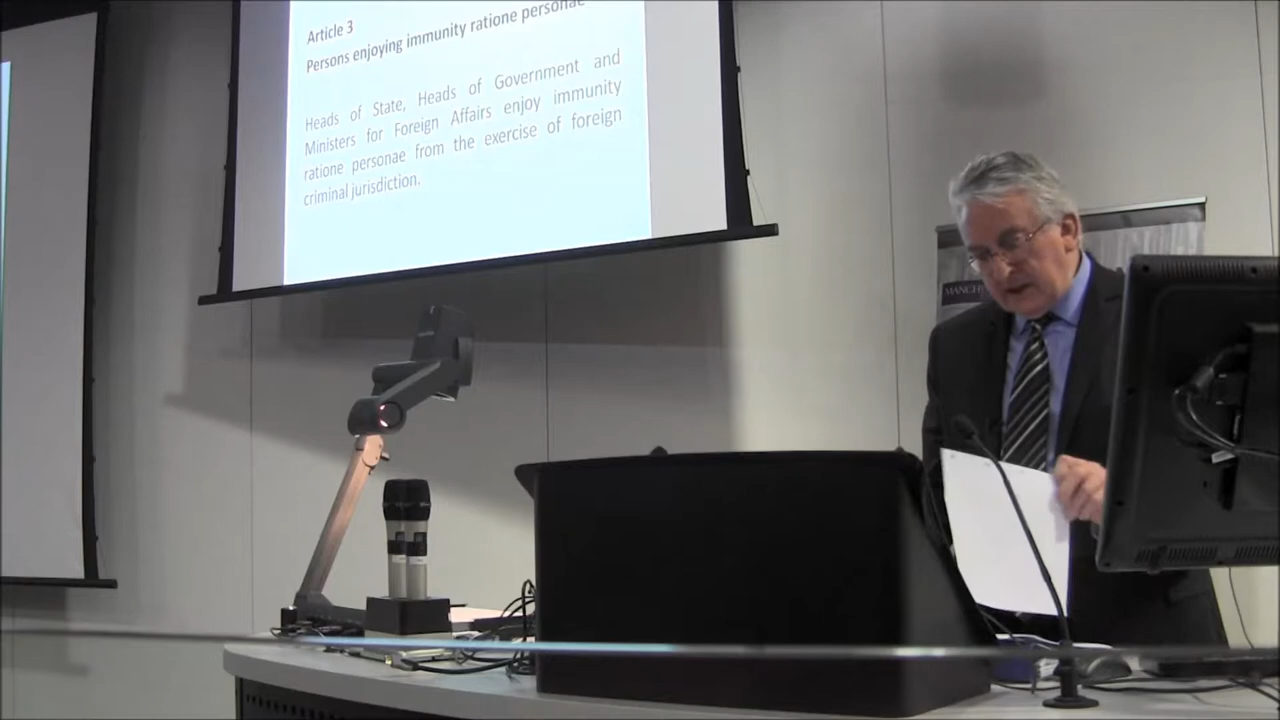 Article 3
Persons enjoying immunity ratione personae
Heads of State, Heads of Government and
Ministers for Foreign Affairs enjoy immunity
ratione personae from the exercise of foreign
criminal jurisdiction.
MANCH